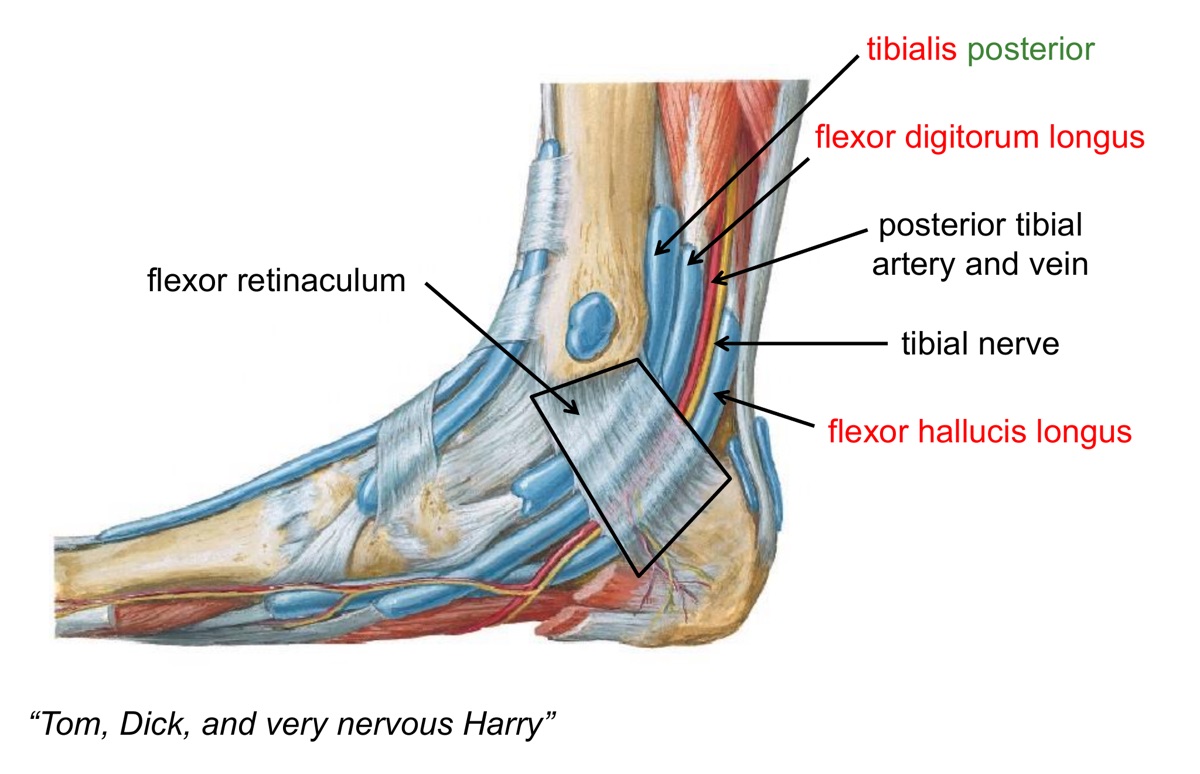 tibialis posterior
flexor digitorum longus
posterior tibial
artery and vein
flexor retinaculum
tibial nerve
flexor hallucis longus
“Tom, Dick, and very nervous Harry”